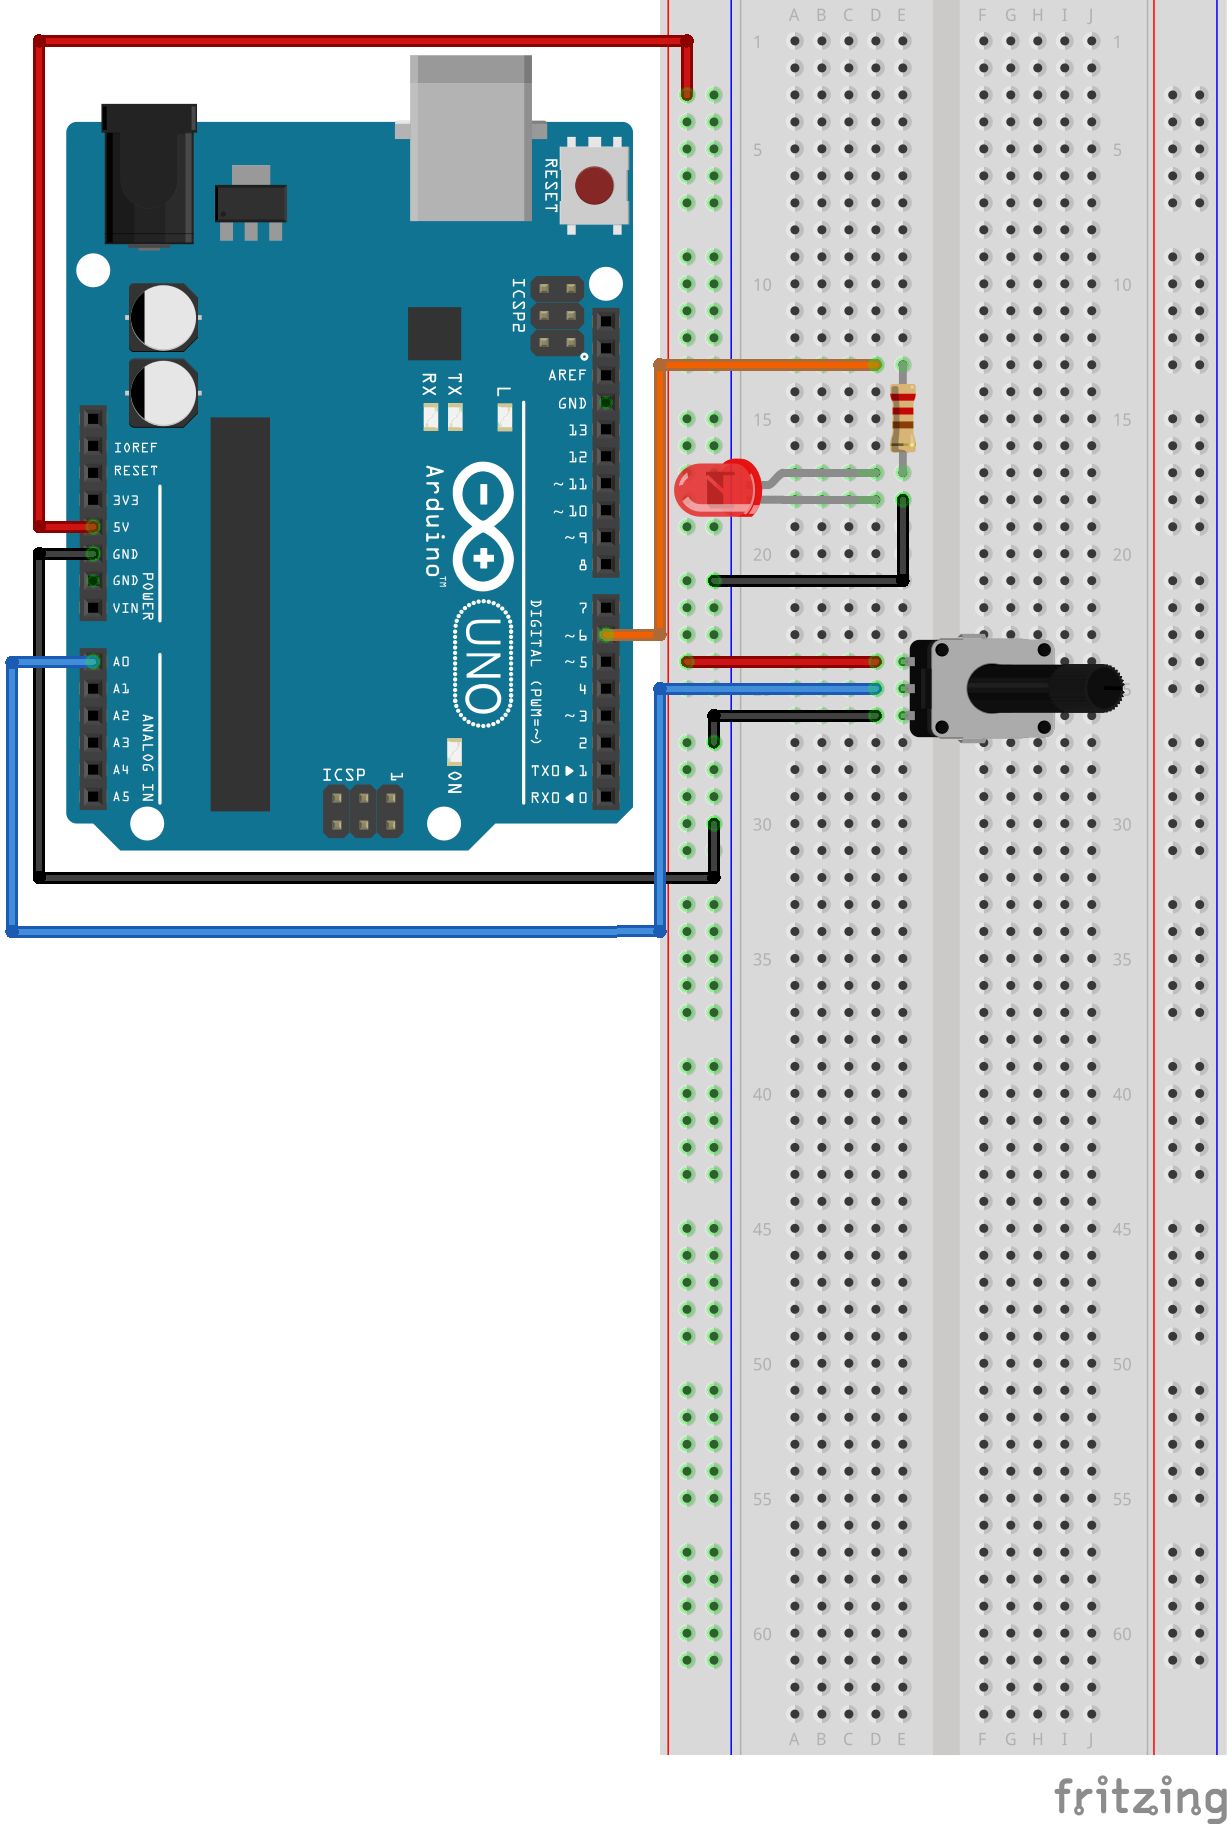 A B C D E F G H I J
1 1
5 5
10 10
15 15
20 20
30 30
35 35
40 40
45 45
50 50
55 55
60 60
A B C D E F G H I J
RESET
ICSP2
AREF
GND
13
12
~11
~10
~9
8
7
~6
~5
4
~3
2
TX0▶1
RX0◀0
DIGITAL (PWM=~)
RX
TX
L
Arduino™
UNO
ON
ICSP
1
IOREF
RESET
3V3
5V
GND
GND
VIN
POWER
A0
A1
A2
A3
A4
A5
ANALOG IN
fritzing